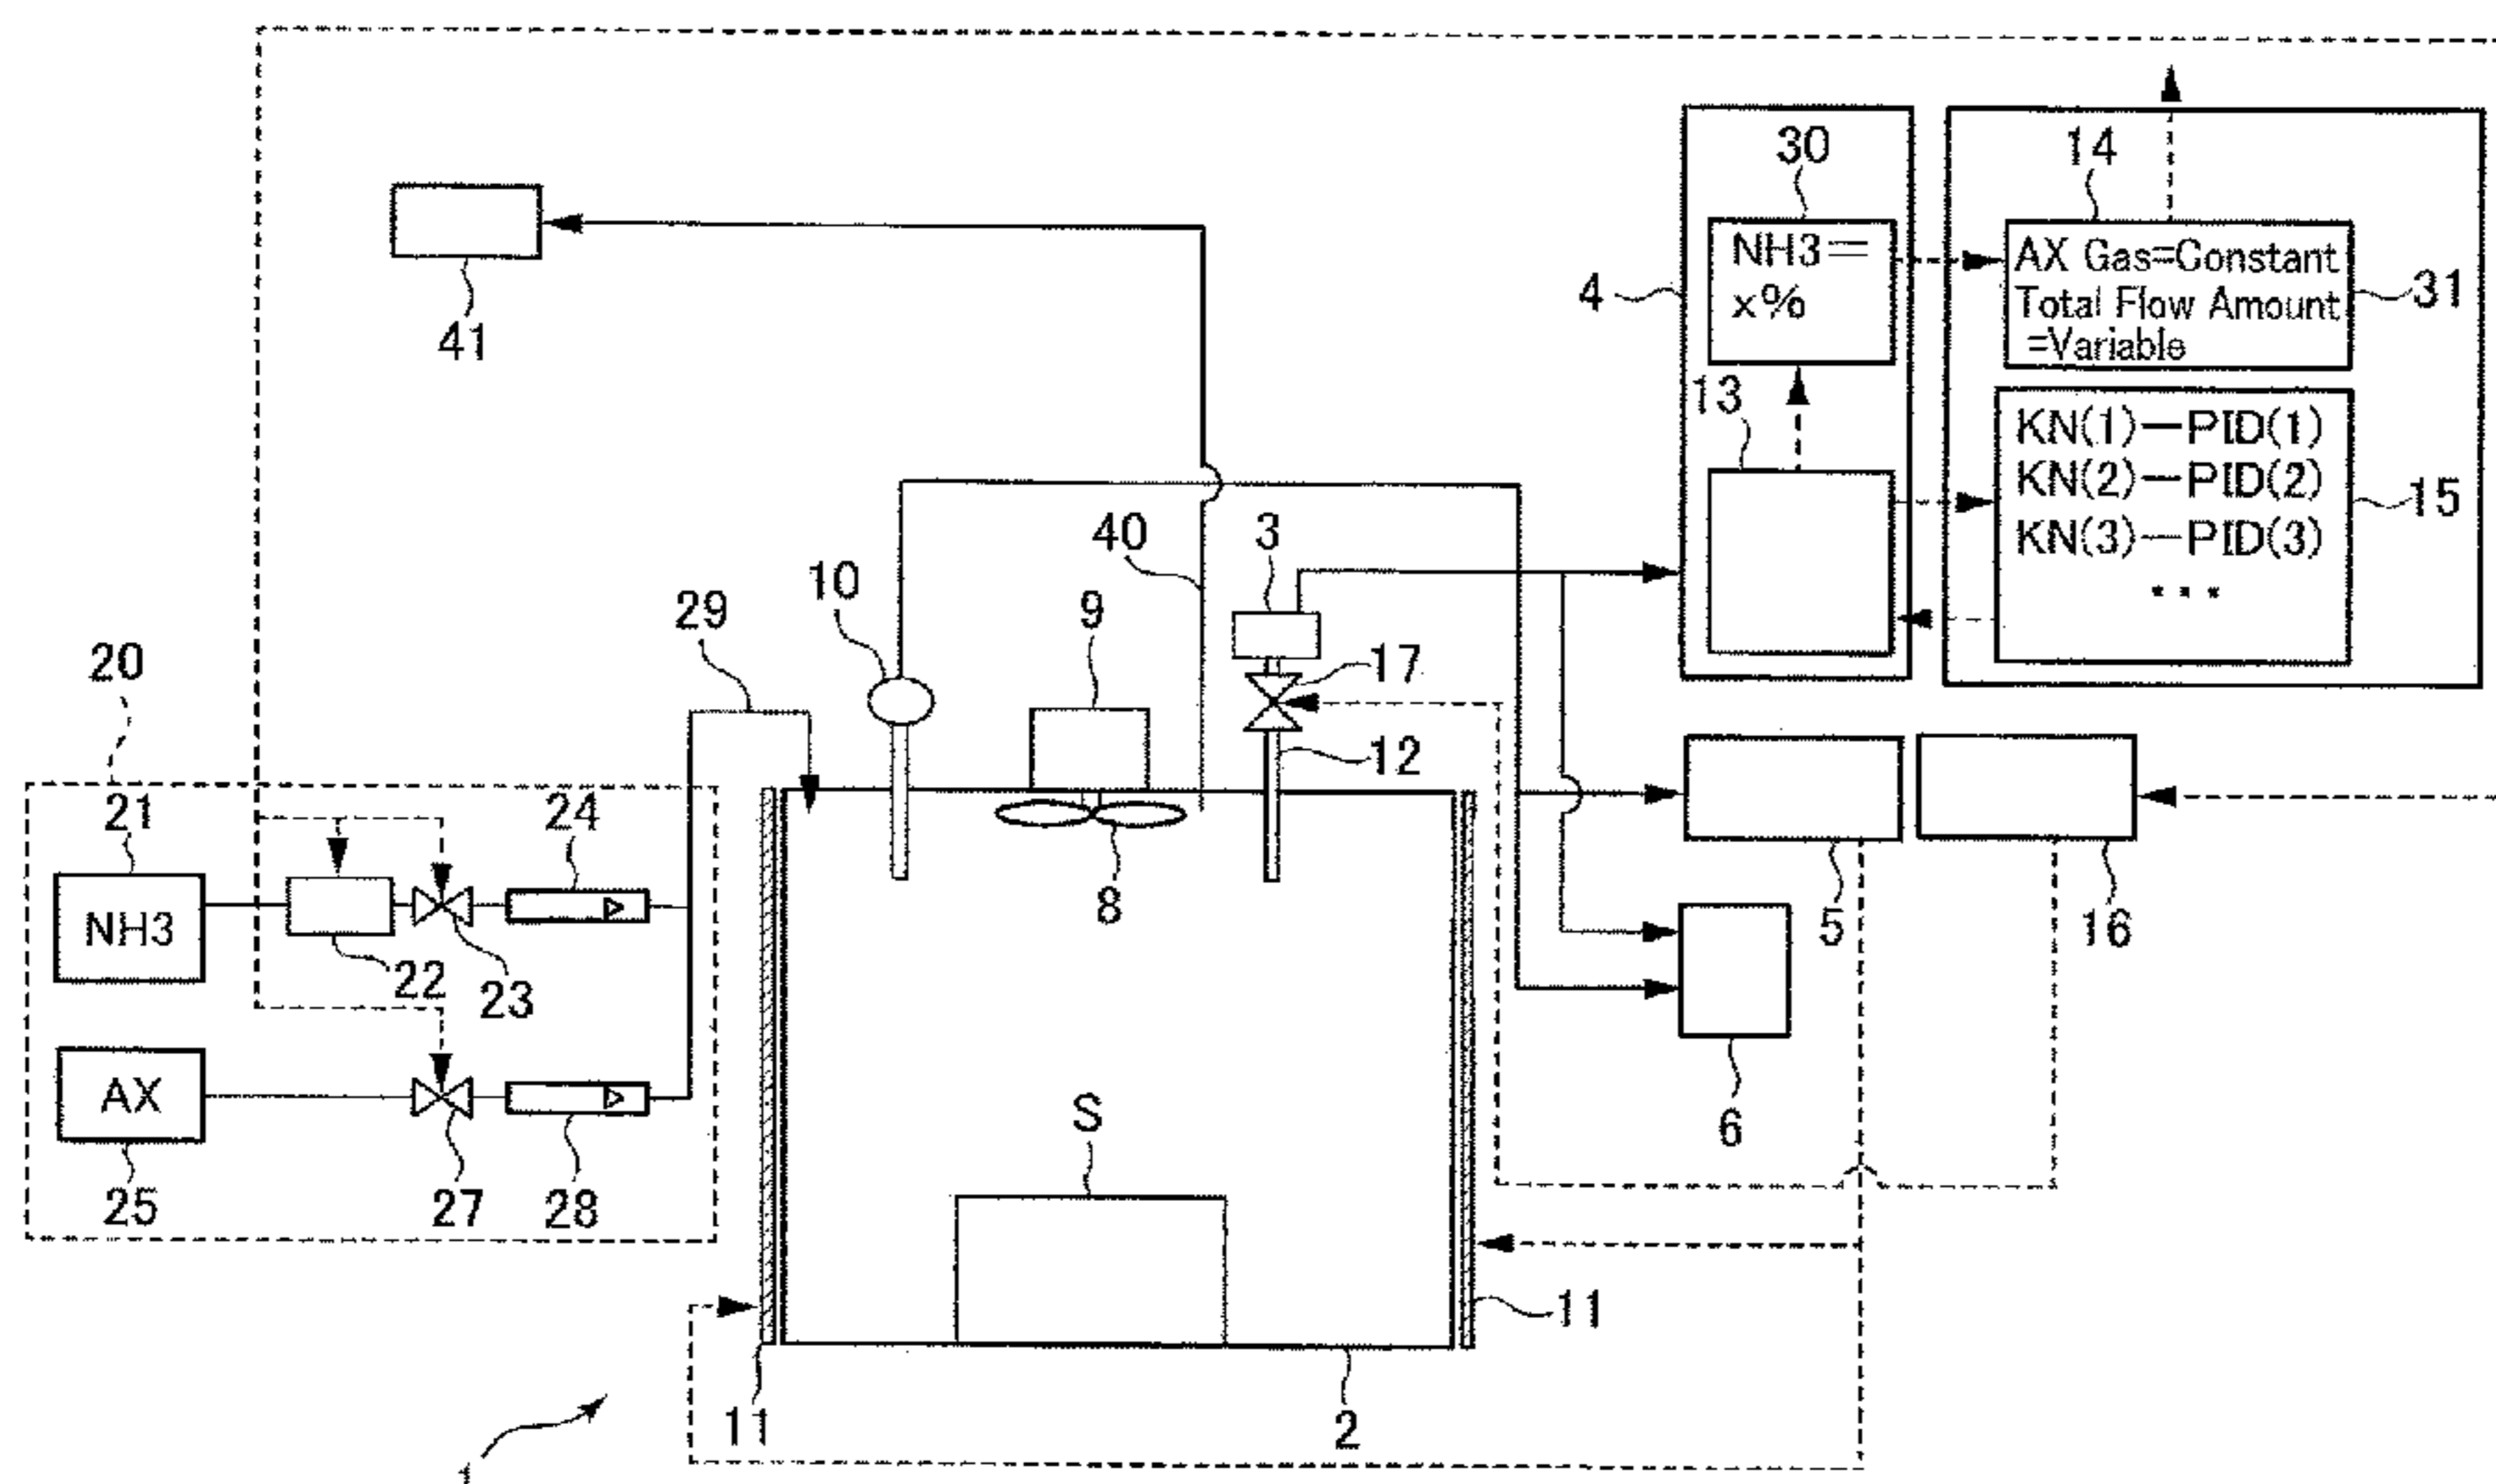 30
14
NH3=
x%
AX Gas=Constant
Total Flow Amount
=Variable
4
31
41
13
KN(1)—PID(1)
KN(2)—PID(2)
KN(3)—PID(3)
...
15
40
3
10
9
29
17
20
12
21
24
NH3
22
23
8
5
16
AX
25
27
28
S
6
11
11
2
1